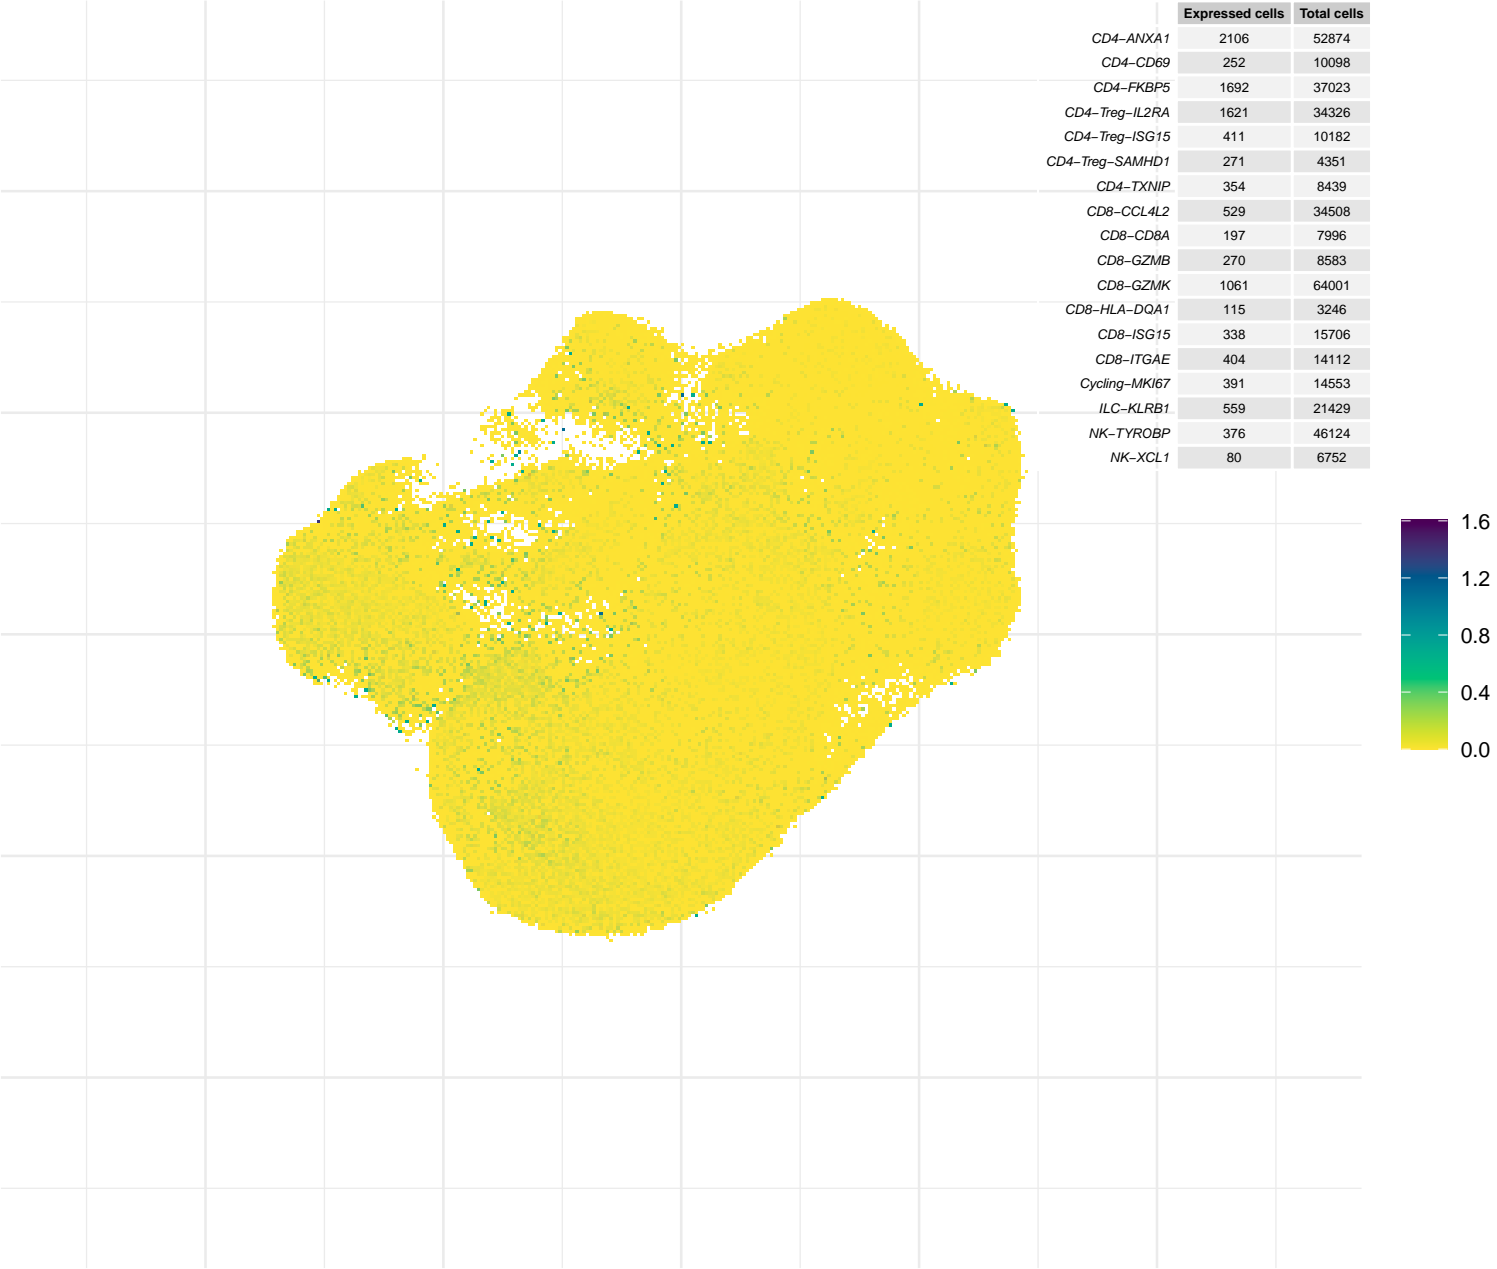 Expressed cells Total cells
CD4−ANXA1 2106 52874
CD4−CD69 252 10098
CD4−FKBP5 1692 37023
CD4−Treg−IL2RA 1621 34326
CD4−Treg−ISG15 411 10182
CD4−Treg−SAMHD1 271 4351
CD4−TXNIP 354 8439
CD8−CCL4L2 529 34508
CD8−CD8A 197 7996
CD8−GZMB 270 8583
CD8−GZMK 1061 64001
CD8−HLA−DQA1 115 3246
CD8−ISG15 338 15706
CD8−ITGAE 404 14112
Cycling−MKI67 391 14553
ILC−KLRB1 559 21429
NK−TYROBP 376 46124
NK−XCL1 80 6752
1.6
1.2
0.8
0.4
0.0